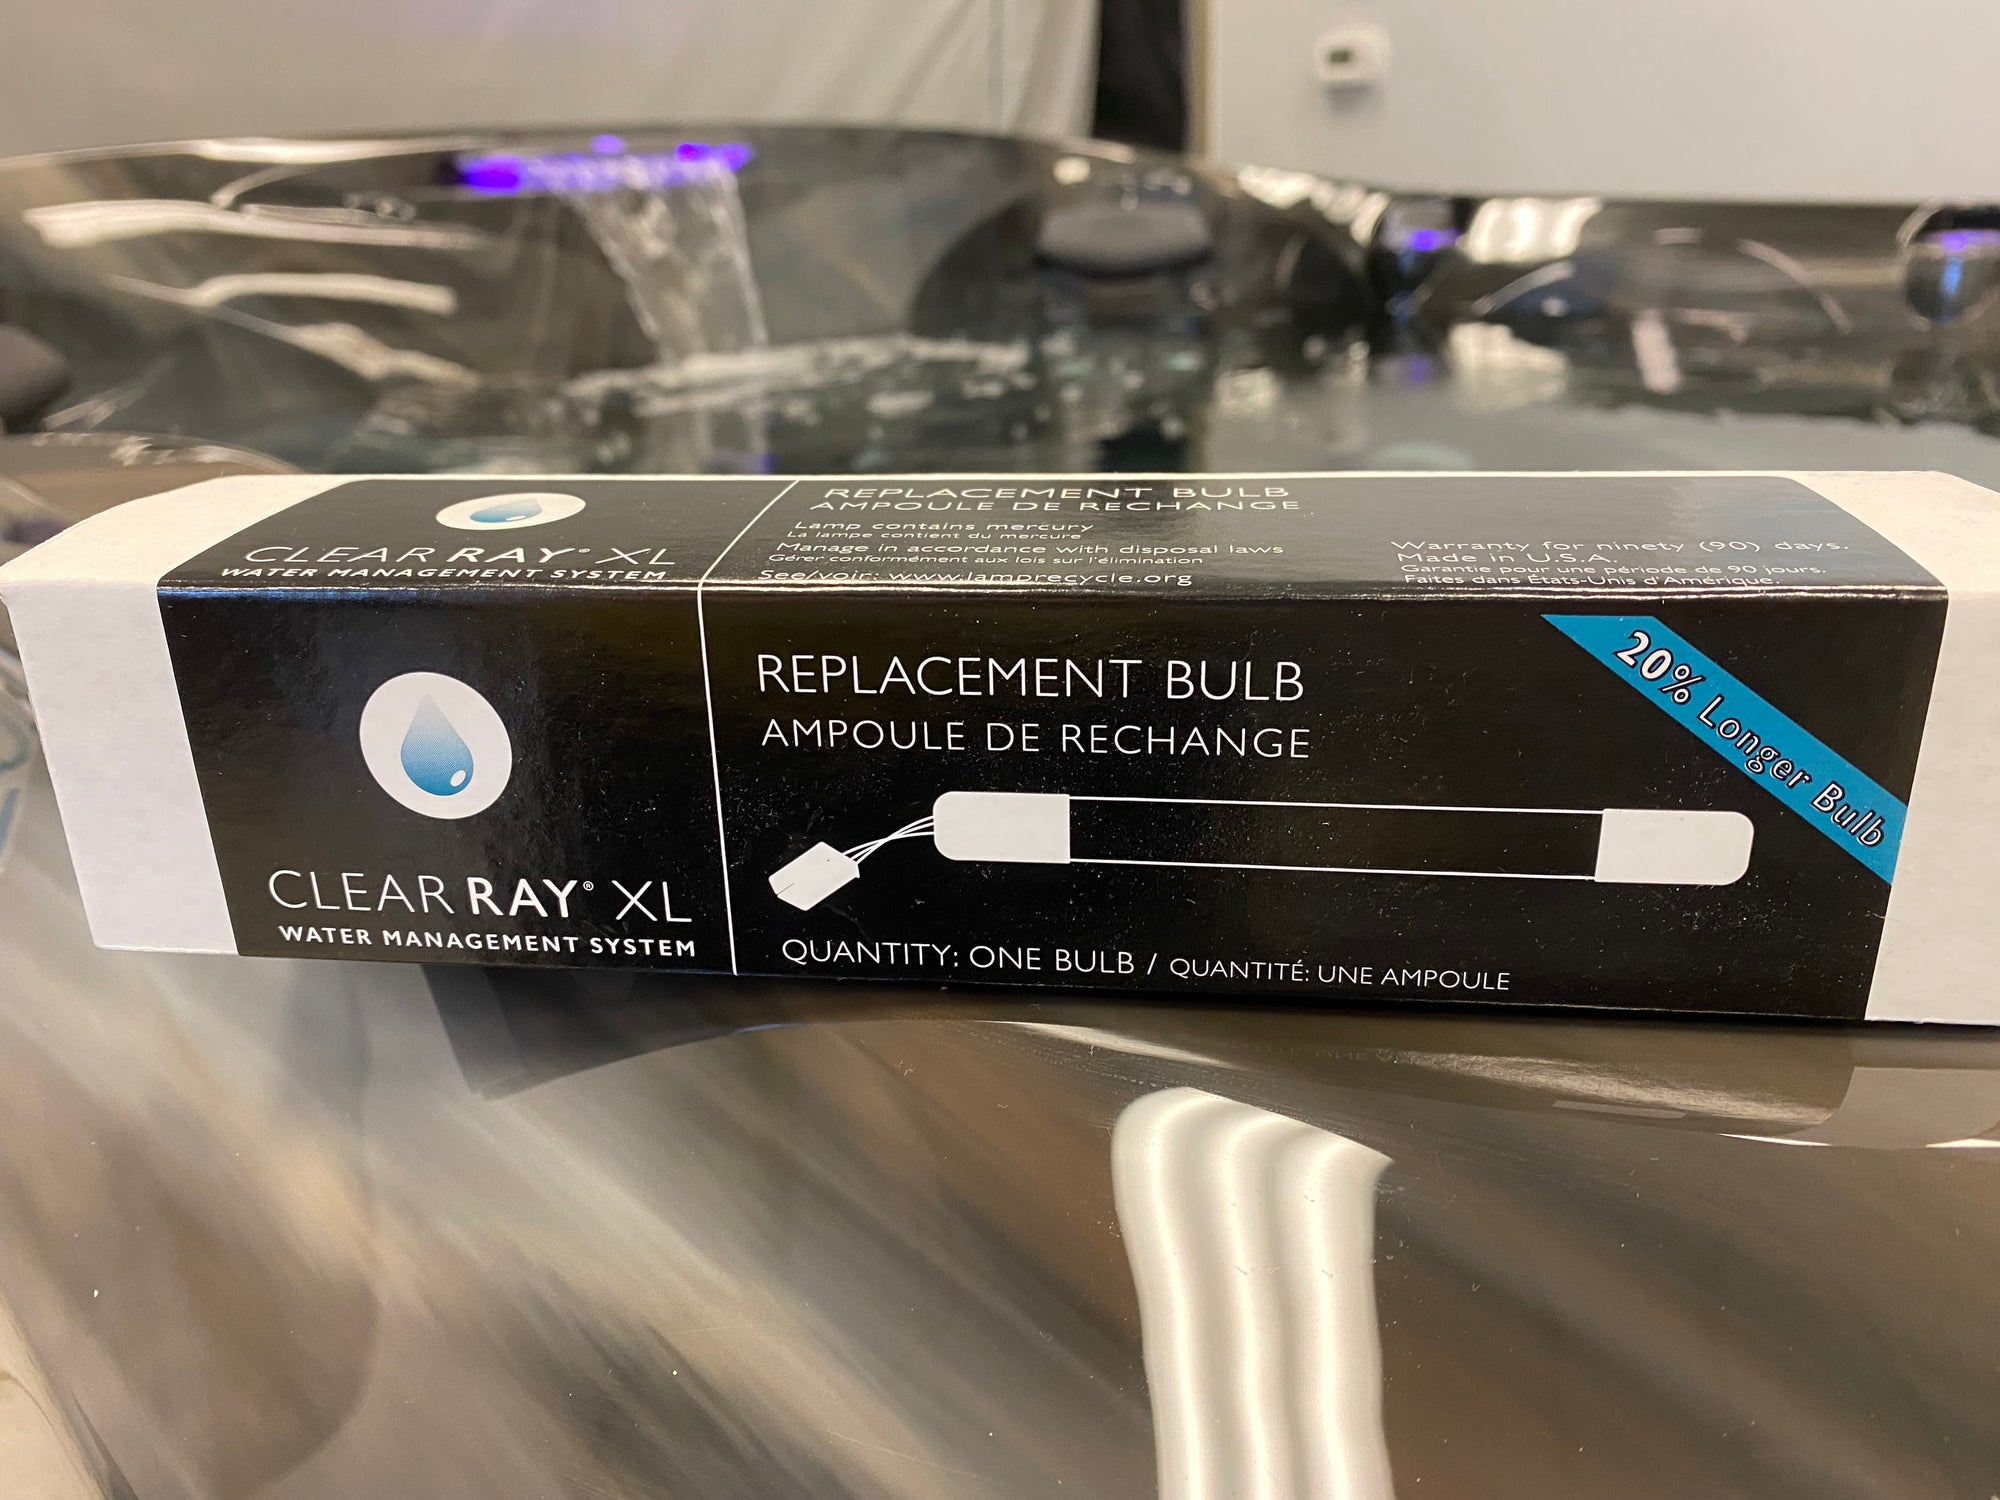 CLEAR RAY® XL
WATER MANAGEMENT SYSTEM
REPLACEMENT BULB
AMPOULE DE RECHANGE
Lamp contains mercury
La lampe contient du mercure
Manage in accordance with disposal laws
Gérer conformément aux lois sur l'élimination
See/voir: www.lamprecycle.org
Warranty for ninety (90) days.
Made in U.S.A.
Garantie pour une période de 90 jours.
Faites dans États-Unis d'Amérique.
CLEAR RAY® XL
WATER MANAGEMENT SYSTEM
REPLACEMENT BULB
AMPOULE DE RECHANGE
20% Longer Bulb
QUANTITY: ONE BULB / QUANTITÉ: UNE AMPOULE